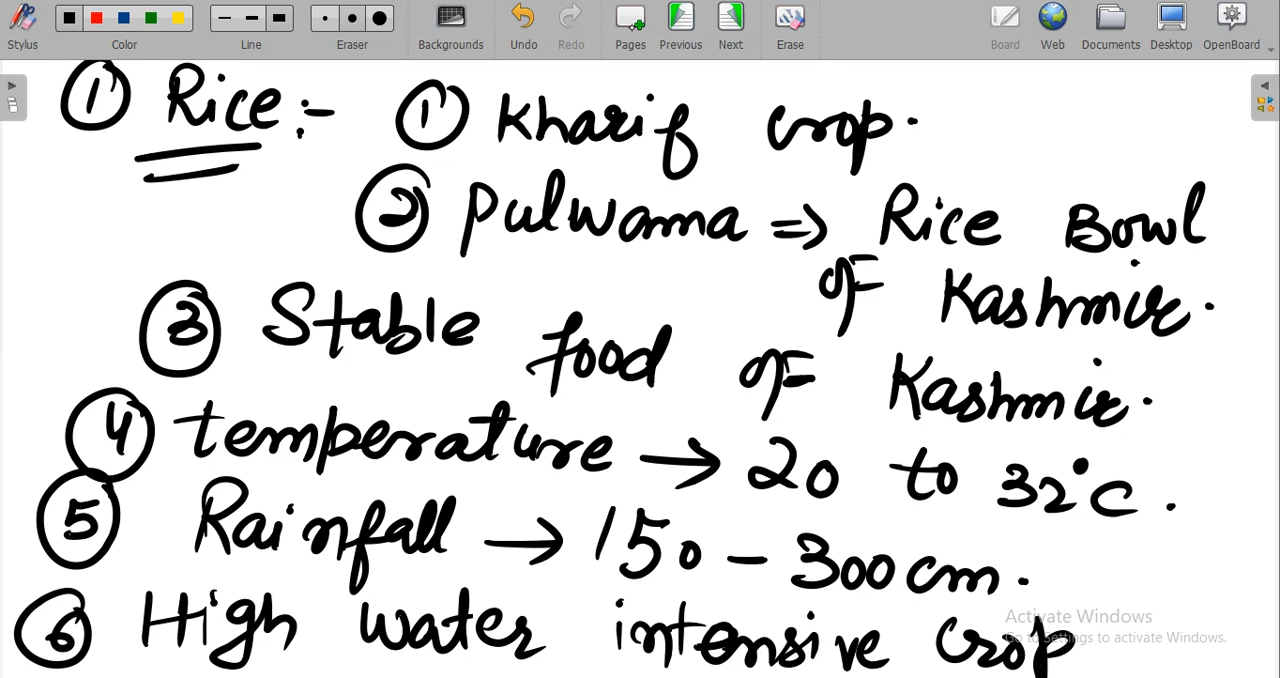 Stylus Color Line Eraser Backgrounds Undo Redo Pages Previous Next Erase Board Web Documents Desktop OpenBoard
① Rice :- ① Kharif crop.
② Pulwama => Rice Bowl
of Kashmir.
③ Stable food of Kashmir.
④ temperature → 20 to 32°C.
⑤ Rainfall → 150 - 300 cm.
⑥ High water intensive crop
Activate Windows
Go to Settings to activate Windows.